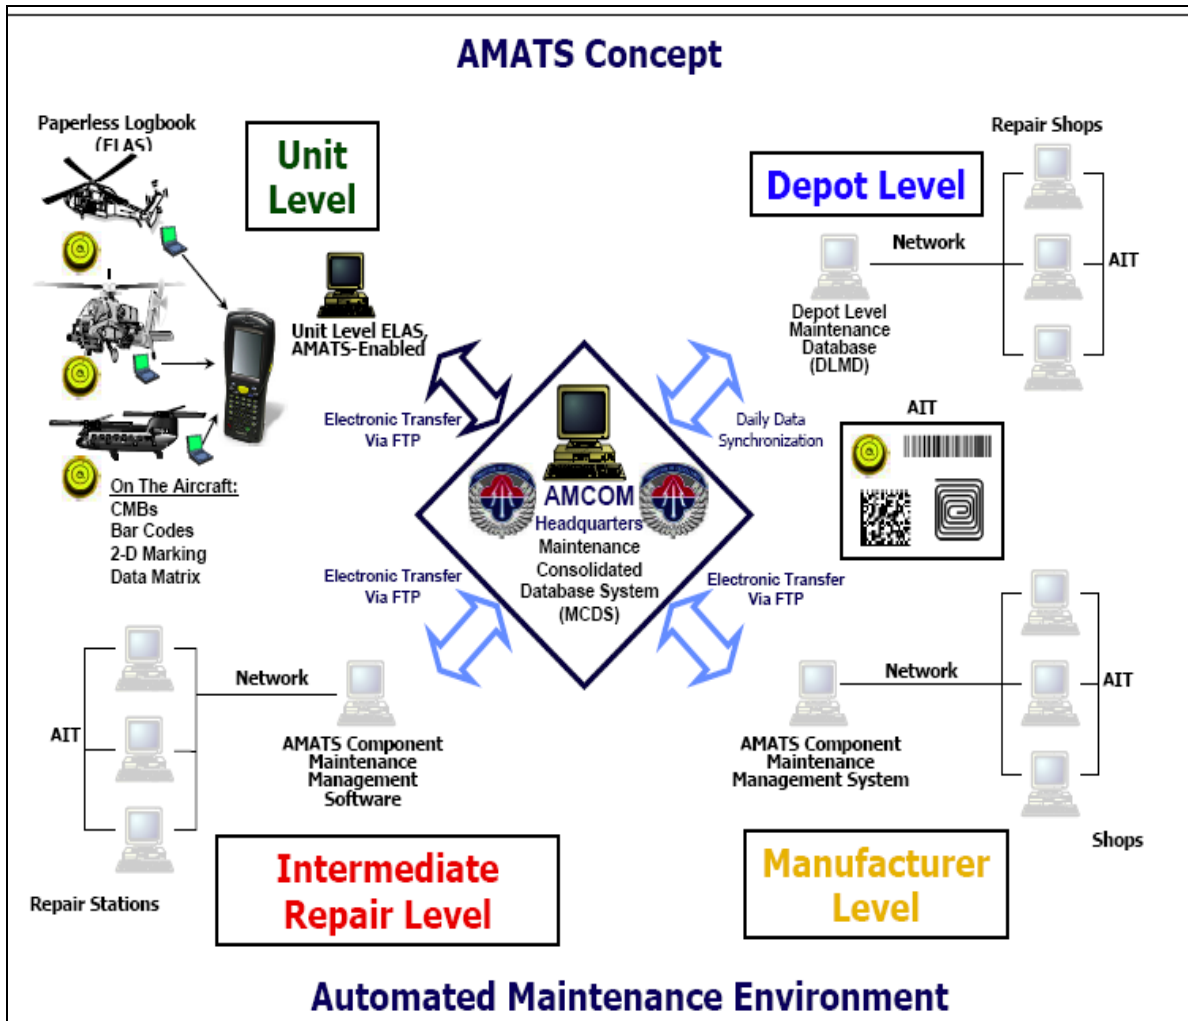 AMATS Concept
Paperless Logbook
(ELAS)
Unit
Level
Unit Level ELAS,
AMATS-Enabled
On The Aircraft:
CMBs
Bar Codes
2-D Marking
Data Matrix
Depot Level
Repair Shops
Network
AIT
Depot Level
Maintenance
Database
(DLMD)
AIT
Electronic Transfer
Via FTP
Daily Data
Synchronization
AMCOM
Headquarters
Maintenance
Consolidated
Database System
(MCDS)
Electronic Transfer
Via FTP
Electronic Transfer
Via FTP
AIT
Network
AMATS Component
Maintenance
Management
Software
Repair Stations
Intermediate
Repair Level
Network
AIT
AMATS Component
Maintenance
Management System
Shops
Manufacturer
Level
Automated Maintenance Environment